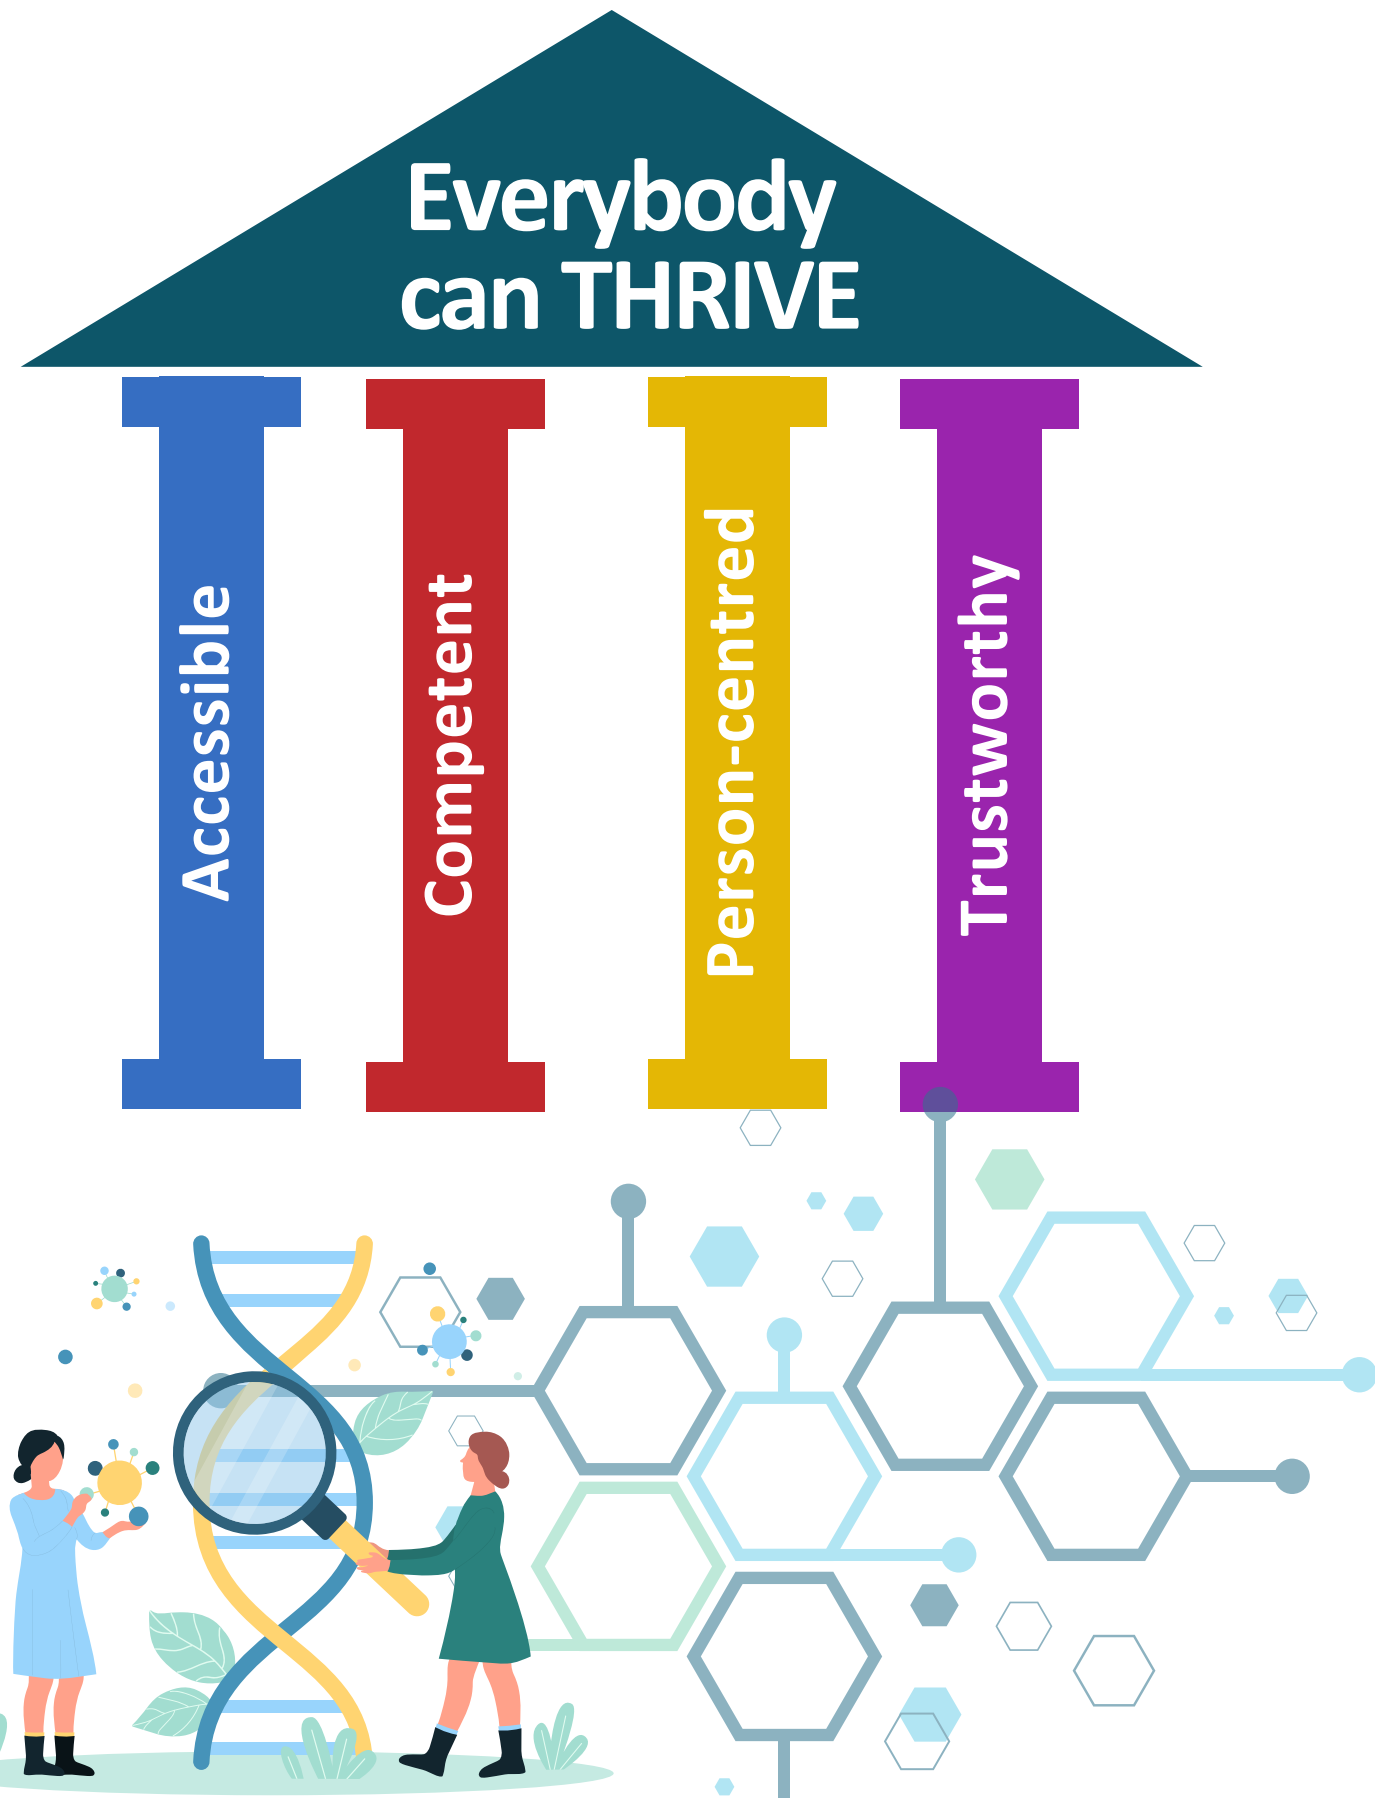 Everybody
can THRIVE
Accessible
Competent
Person-centred
Trustworthy